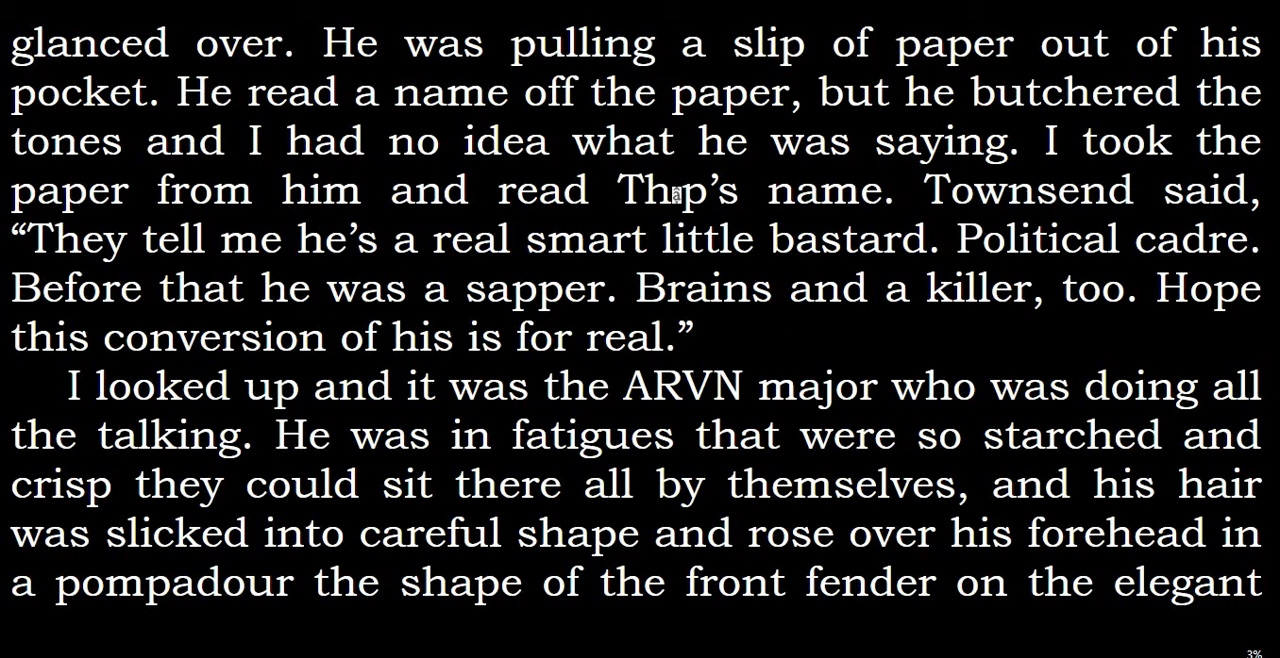 glanced over. He was pulling a slip of paper out of his
pocket. He read a name off the paper, but he butchered the
tones and I had no idea what he was saying. I took the
paper from him and read Thập’s name. Townsend said,
“They tell me he’s a real smart little bastard. Political cadre.
Before that he was a sapper. Brains and a killer, too. Hope
this conversion of his is for real.”
I looked up and it was the ARVN major who was doing all
the talking. He was in fatigues that were so starched and
crisp they could sit there all by themselves, and his hair
was slicked into careful shape and rose over his forehead in
a pompadour the shape of the front fender on the elegant
3%